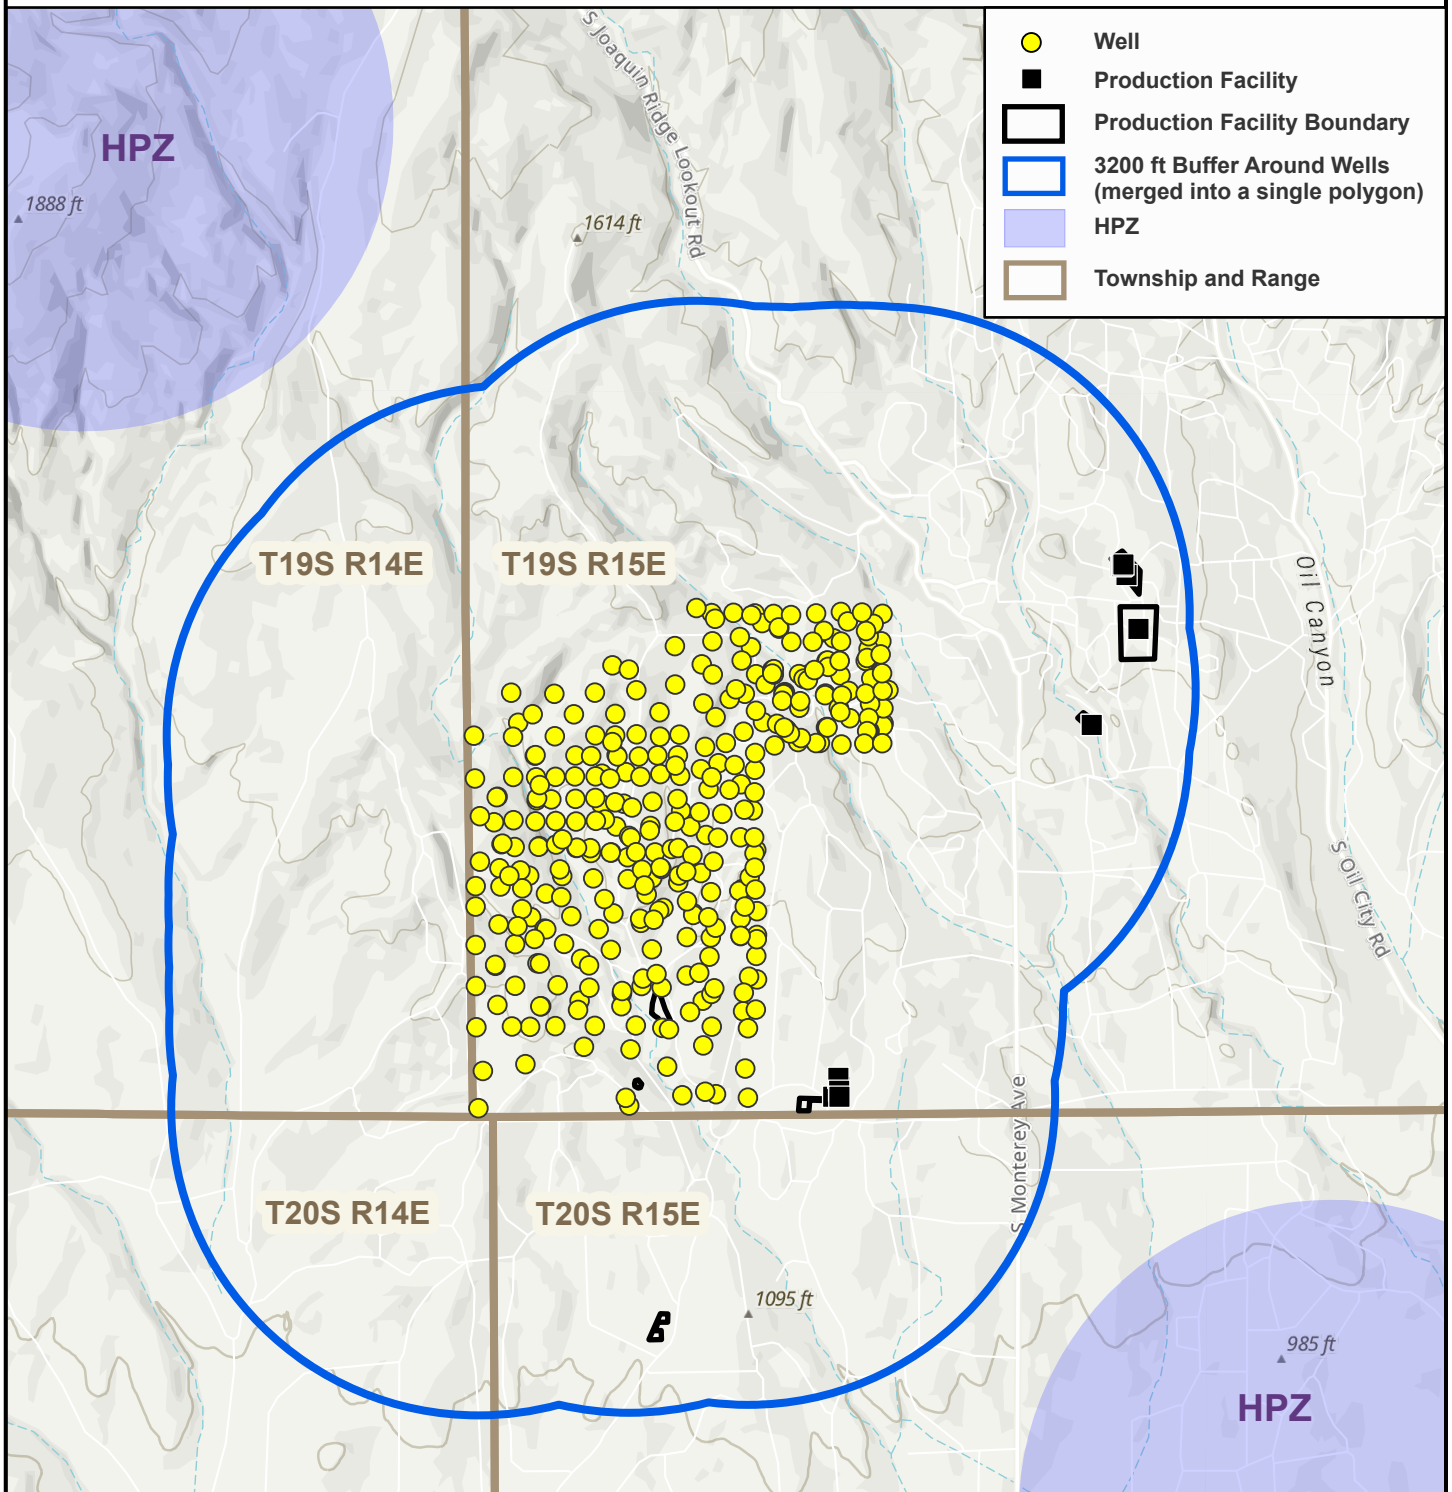 Well
Production Facility
Production Facility Boundary
3200 ft Buffer Around Wells
(merged into a single polygon)
HPZ
Township and Range
S Joaquin Ridge Lookout Rd
HPZ
1888 ft
1614 ft
T19S R14E
T19S R15E
Oil Canyon
S Oil City Rd
S Monterey Ave
T20S R14E
T20S R15E
1095 ft
985 ft
HPZ